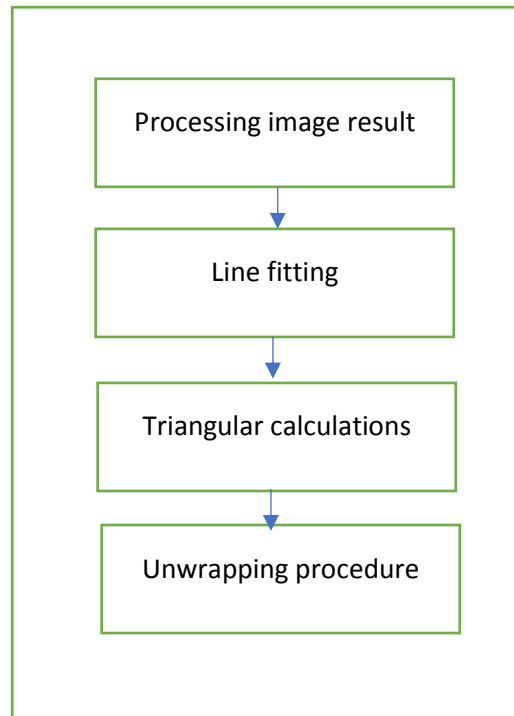 Processing image result
Line fitting
Triangular calculations
Unwrapping procedure